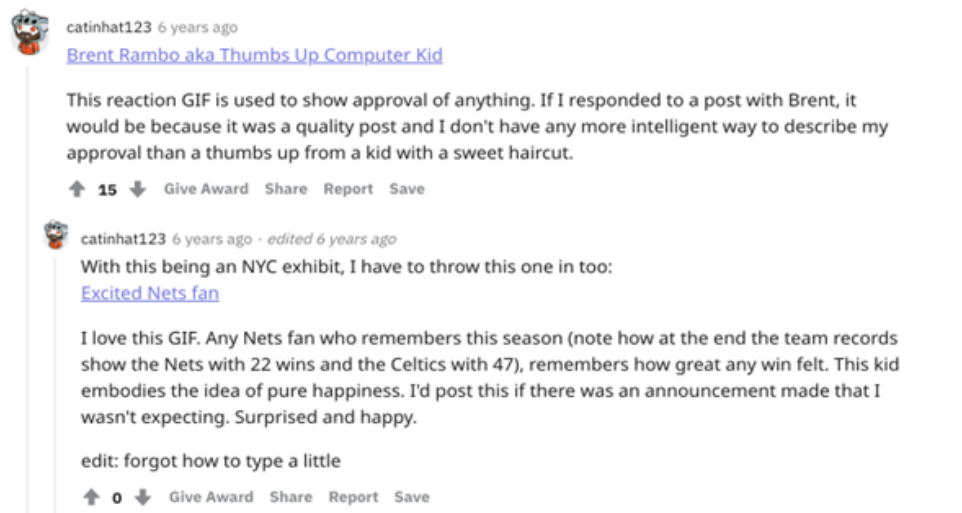 catinhat123 6 years ago
Brent Rambo aka Thumbs Up Computer Kid
This reaction GIF is used to show approval of anything. If I responded to a post with Brent, it
would be because it was a quality post and I don't have any more intelligent way to describe my
approval than a thumbs up from a kid with a sweet haircut.
15 Give Award Share Report Save
catinhat123 6 years ago · edited 6 years ago
With this being an NYC exhibit, I have to throw this one in too:
Excited Nets fan
I love this GIF. Any Nets fan who remembers this season (note how at the end the team records
show the Nets with 22 wins and the Celtics with 47), remembers how great any win felt. This kid
embodies the idea of pure happiness. I'd post this if there was an announcement made that I
wasn't expecting. Surprised and happy.
edit: forgot how to type a little
0 Give Award Share Report Save